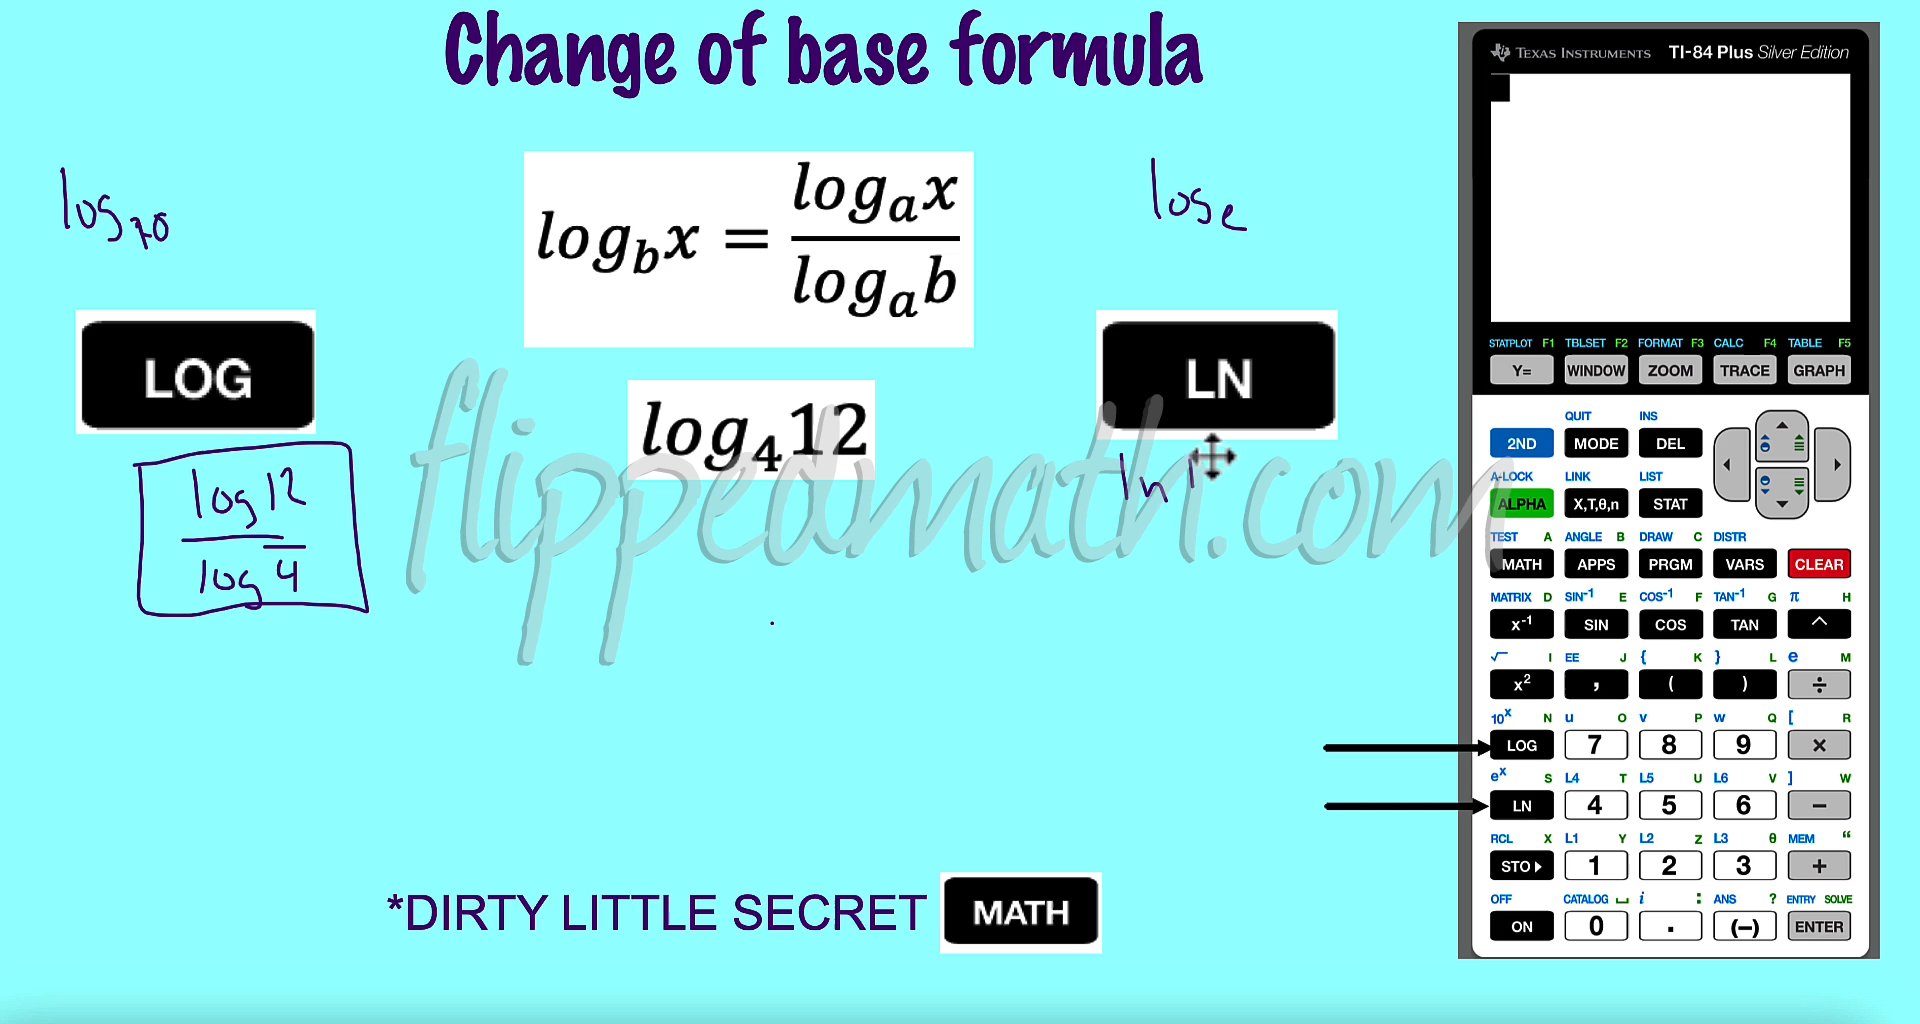 Change of base formula
log₁₀
log_b x = log_a x / log_a b
log_e
LOG
LN
log₄12
log 12
log 4
ln 1
flippedmath.com
*DIRTY LITTLE SECRET MATH
TEXAS INSTRUMENTS TI-84 Plus Silver Edition
STATPLOT F1 TBLSET F2 FORMAT F3 CALC F4 TABLE F5
Y= WINDOW ZOOM TRACE GRAPH
QUIT INS
2ND MODE DEL
A-LOCK LINK LIST
ALPHA X,T,θ,n STAT
TEST A ANGLE B DRAW C DISTR
MATH APPS PRGM VARS CLEAR
MATRIX D SIN⁻¹ E COS⁻¹ F TAN⁻¹ G π H
x⁻¹ SIN COS TAN ^
√ I EE J { K } L e M
x² , ( ) ÷
10ˣ N u O v P w Q [ R
LOG 7 8 9 ×
eˣ S L4 T L5 U L6 V ] W
LN 4 5 6 −
RCL X L1 Y L2 Z L3 θ MEM “
STO▶ 1 2 3 +
OFF CATALOG ⎵ i : ANS ? ENTRY SOLVE
ON 0 . (−) ENTER